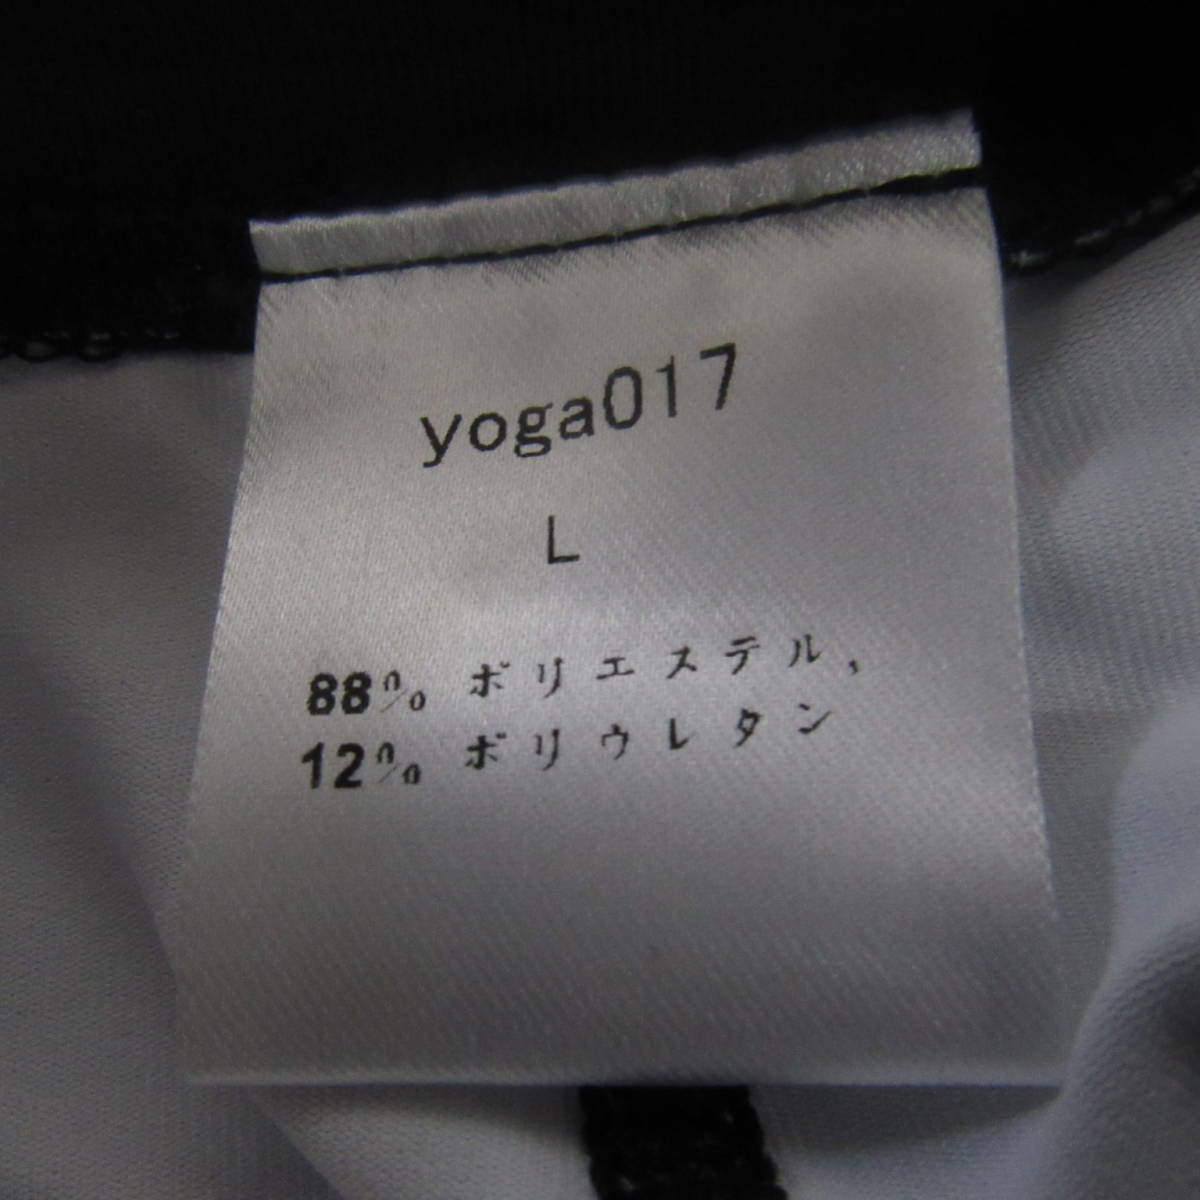 yoga017
L
88% ポリエステル,
12% ポリウレタン